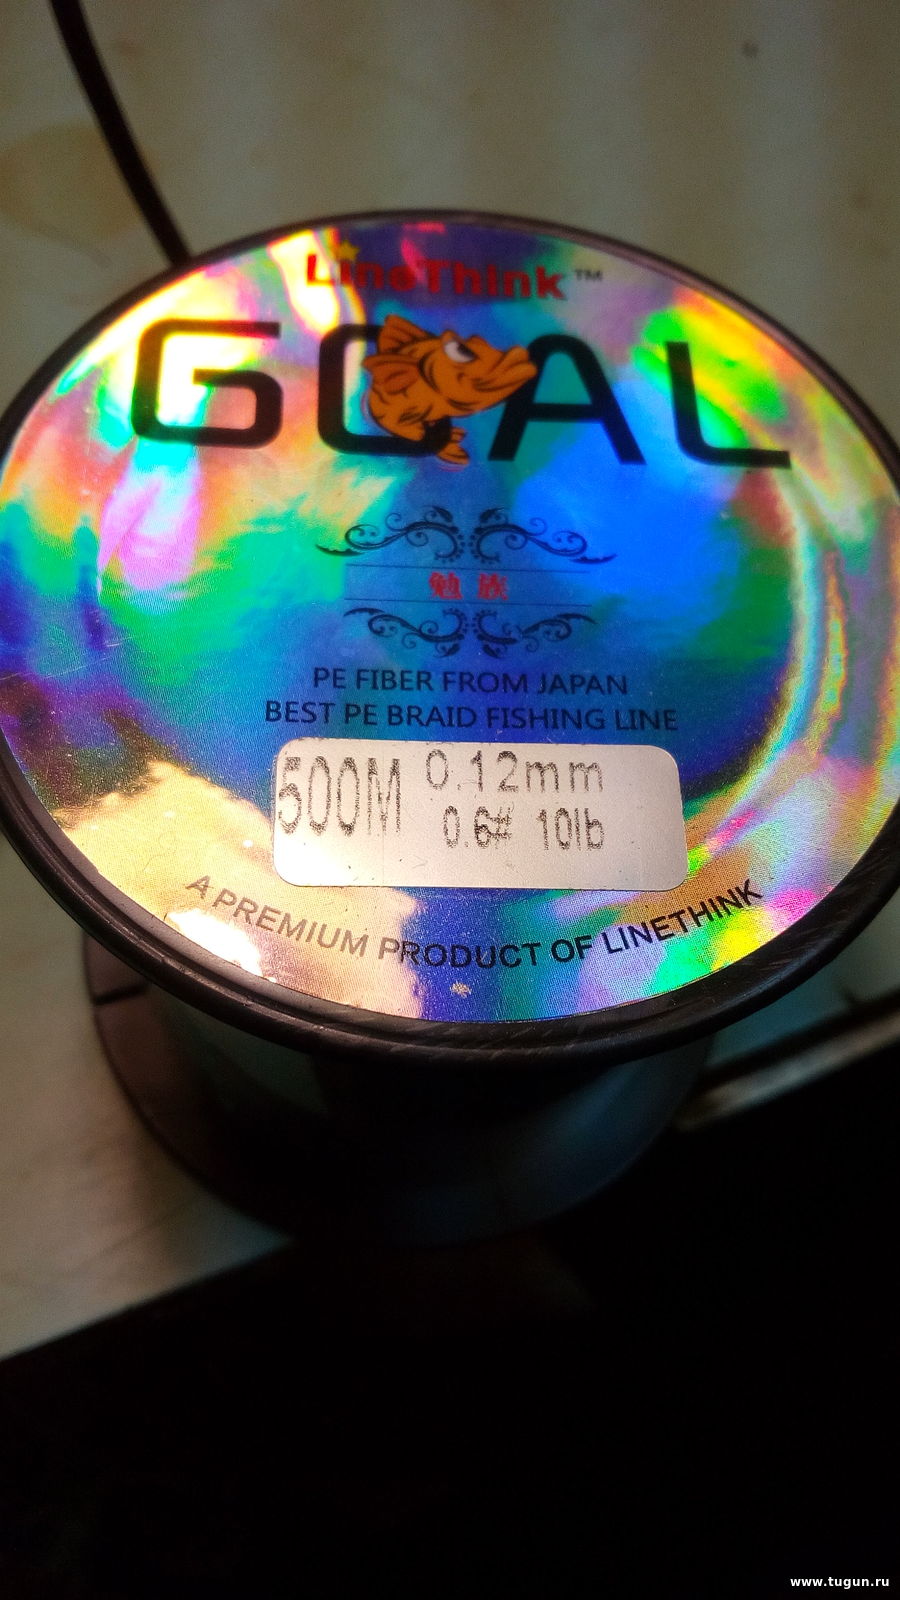 LineThink™
GOAL
勉族
PE FIBER FROM JAPAN
BEST PE BRAID FISHING LINE
500M 0.12mm
0.6# 10lb
A PREMIUM PRODUCT OF LINETHINK
www.tugun.ru